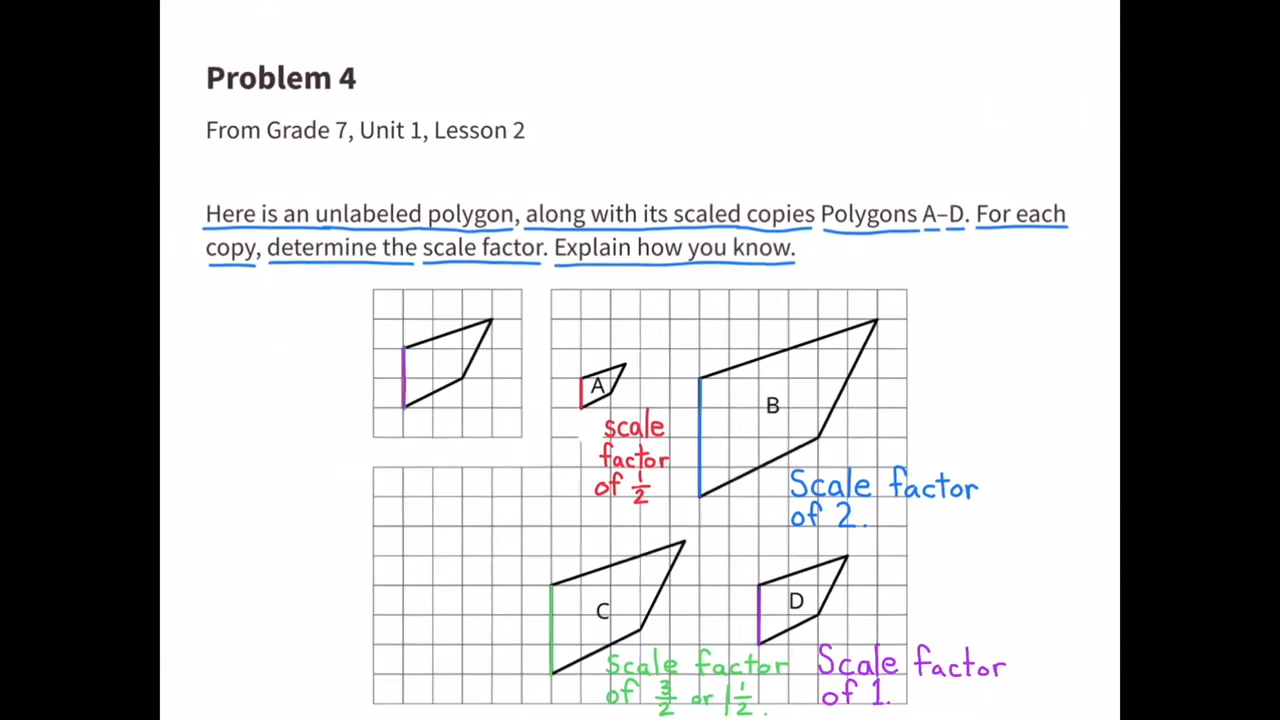 Problem 4
From Grade 7, Unit 1, Lesson 2
Here is an unlabeled polygon, along with its scaled copies Polygons A–D. For each
copy, determine the scale factor. Explain how you know.
A
scale
factor
of 1/2
B
Scale factor
of 2.
C
Scale factor
of 3/2 or 1 1/2.
D
Scale factor
of 1.